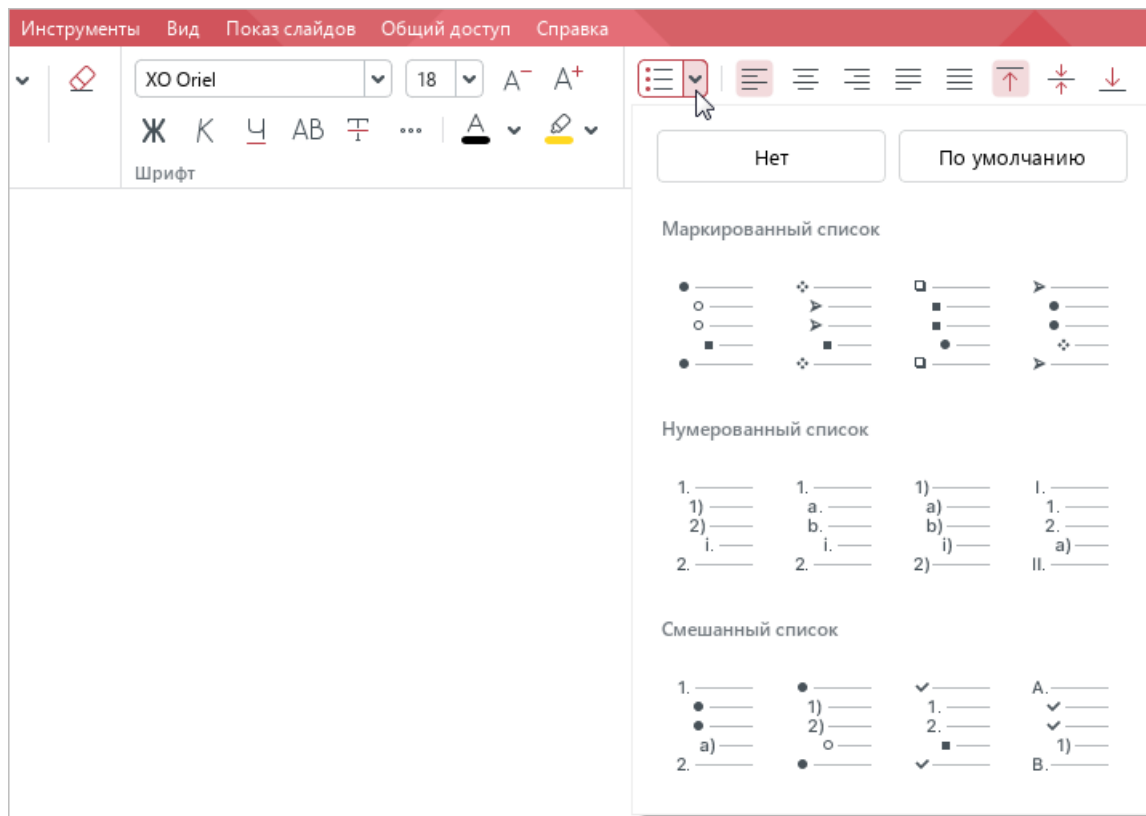 Инструменты Вид Показ слайдов Общий доступ Справка
XO Oriel 18 A− A+
Ж К Ч АВ Т А
Шрифт
Нет По умолчанию
Маркированный список
Нумерованный список
1. 1. 1) I.
1) a. a) 1.
2) b. b) 2.
i. i. i) a)
2. 2. 2) II.
Смешанный список
1. A.
1) 1.
2) 2.
a) 1)
2. B.